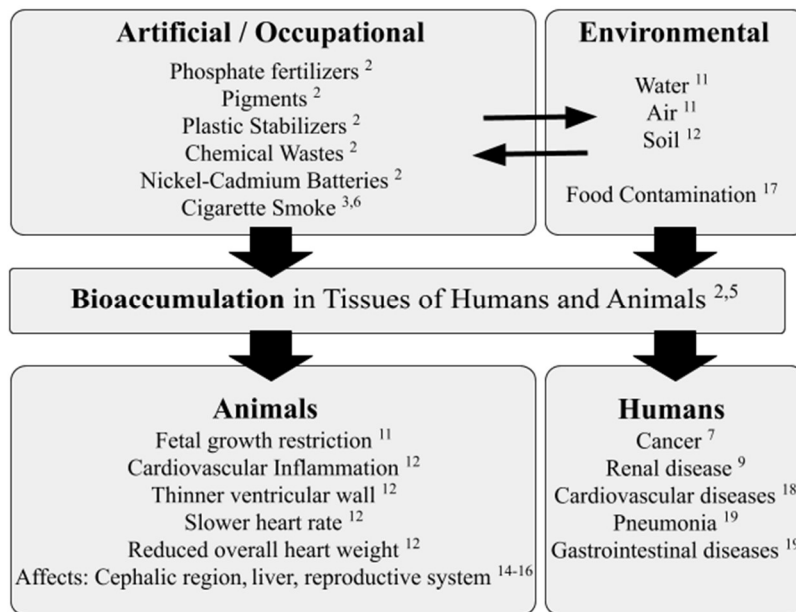 Artificial / Occupational
Phosphate fertilizers 2
Pigments 2
Plastic Stabilizers 2
Chemical Wastes 2
Nickel-Cadmium Batteries 2
Cigarette Smoke 3,6
Environmental
Water 11
Air 11
Soil 12
Food Contamination 17
Bioaccumulation in Tissues of Humans and Animals 2,5
Animals
Fetal growth restriction 11
Cardiovascular Inflammation 12
Thinner ventricular wall 12
Slower heart rate 12
Reduced overall heart weight 12
Affects: Cephalic region, liver, reproductive system 14-16
Humans
Cancer 7
Renal disease 9
Cardiovascular diseases 18
Pneumonia 19
Gastrointestinal diseases 19